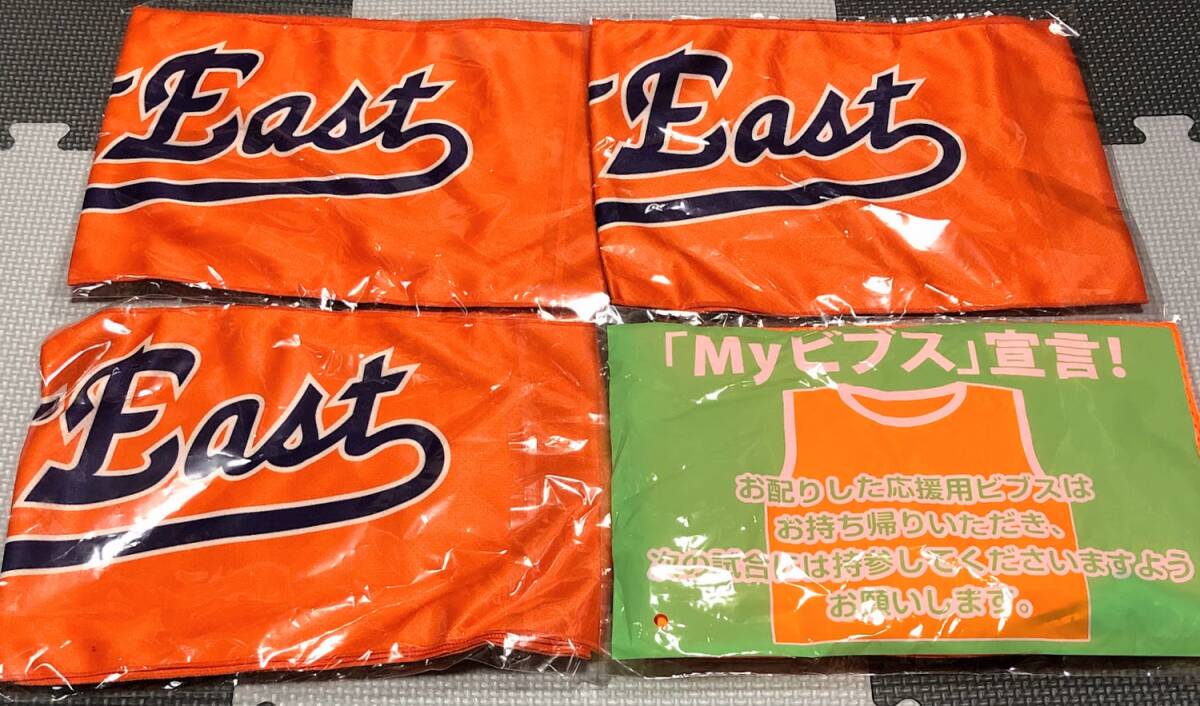 East
East
East
「Myビブス」宣言！
お配りした応援用ビブスは
お持ち帰りいただき、
次の試合には持参してくださいますよう
お願いします。